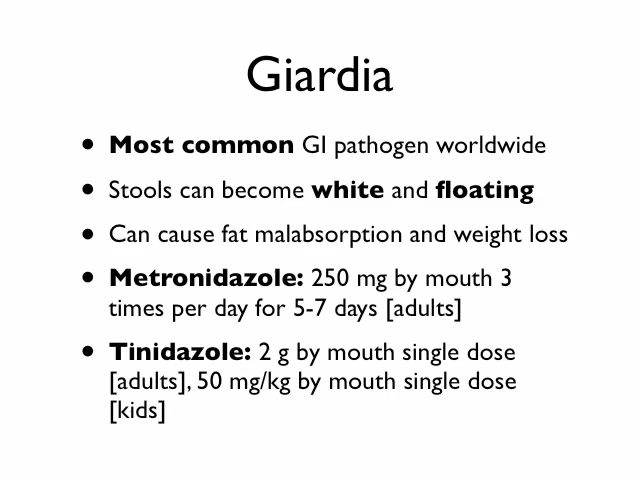 Giardia
• Most common GI pathogen worldwide
• Stools can become white and floating
• Can cause fat malabsorption and weight loss
• Metronidazole: 250 mg by mouth 3
times per day for 5-7 days [adults]
• Tinidazole: 2 g by mouth single dose
[adults], 50 mg/kg by mouth single dose
[kids]